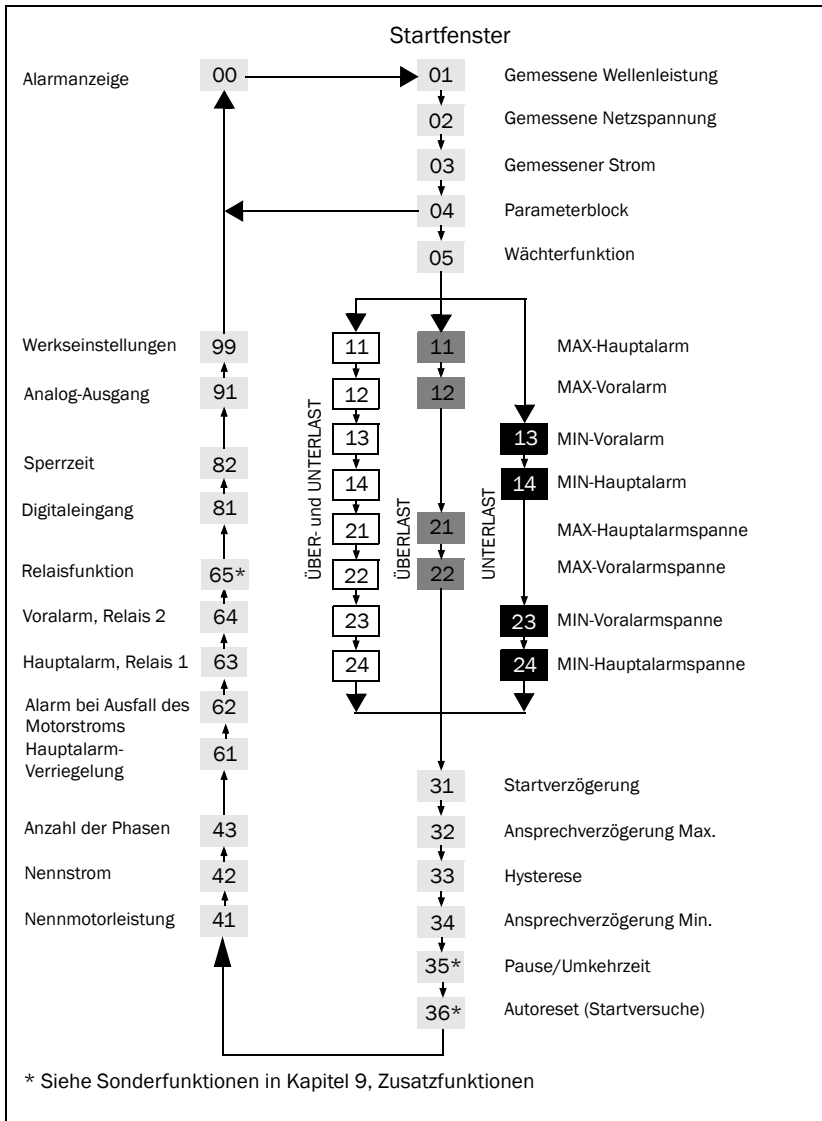 Startfenster
Alarmanzeige 00 01 Gemessene Wellenleistung
02 Gemessene Netzspannung
03 Gemessener Strom
04 Parameterblock
05 Wächterfunktion
Werkseinstellungen 99 11 11 MAX-Hauptalarm
Analog-Ausgang 91 12 12 MAX-Voralarm
13 13 MIN-Voralarm
Sperrzeit 82 14 14 MIN-Hauptalarm
Digitaleingang 81 21 21 MAX-Hauptalarmspanne
ÜBER- und UNTERLAST
ÜBERLAST
UNTERLAST
Relaisfunktion 65* 22 22 MAX-Voralarmspanne
Voralarm, Relais 2 64 23 23 MIN-Voralarmspanne
Hauptalarm, Relais 1 63 24 24 MIN-Hauptalarmspanne
Alarm bei Ausfall des
Motorstroms 62
Hauptalarm-
Verriegelung 61
31 Startverzögerung
Anzahl der Phasen 43 32 Ansprechverzögerung Max.
Nennstrom 42 33 Hysterese
Nennmotorleistung 41 34 Ansprechverzögerung Min.
35* Pause/Umkehrzeit
36* Autoreset (Startversuche)
* Siehe Sonderfunktionen in Kapitel 9, Zusatzfunktionen